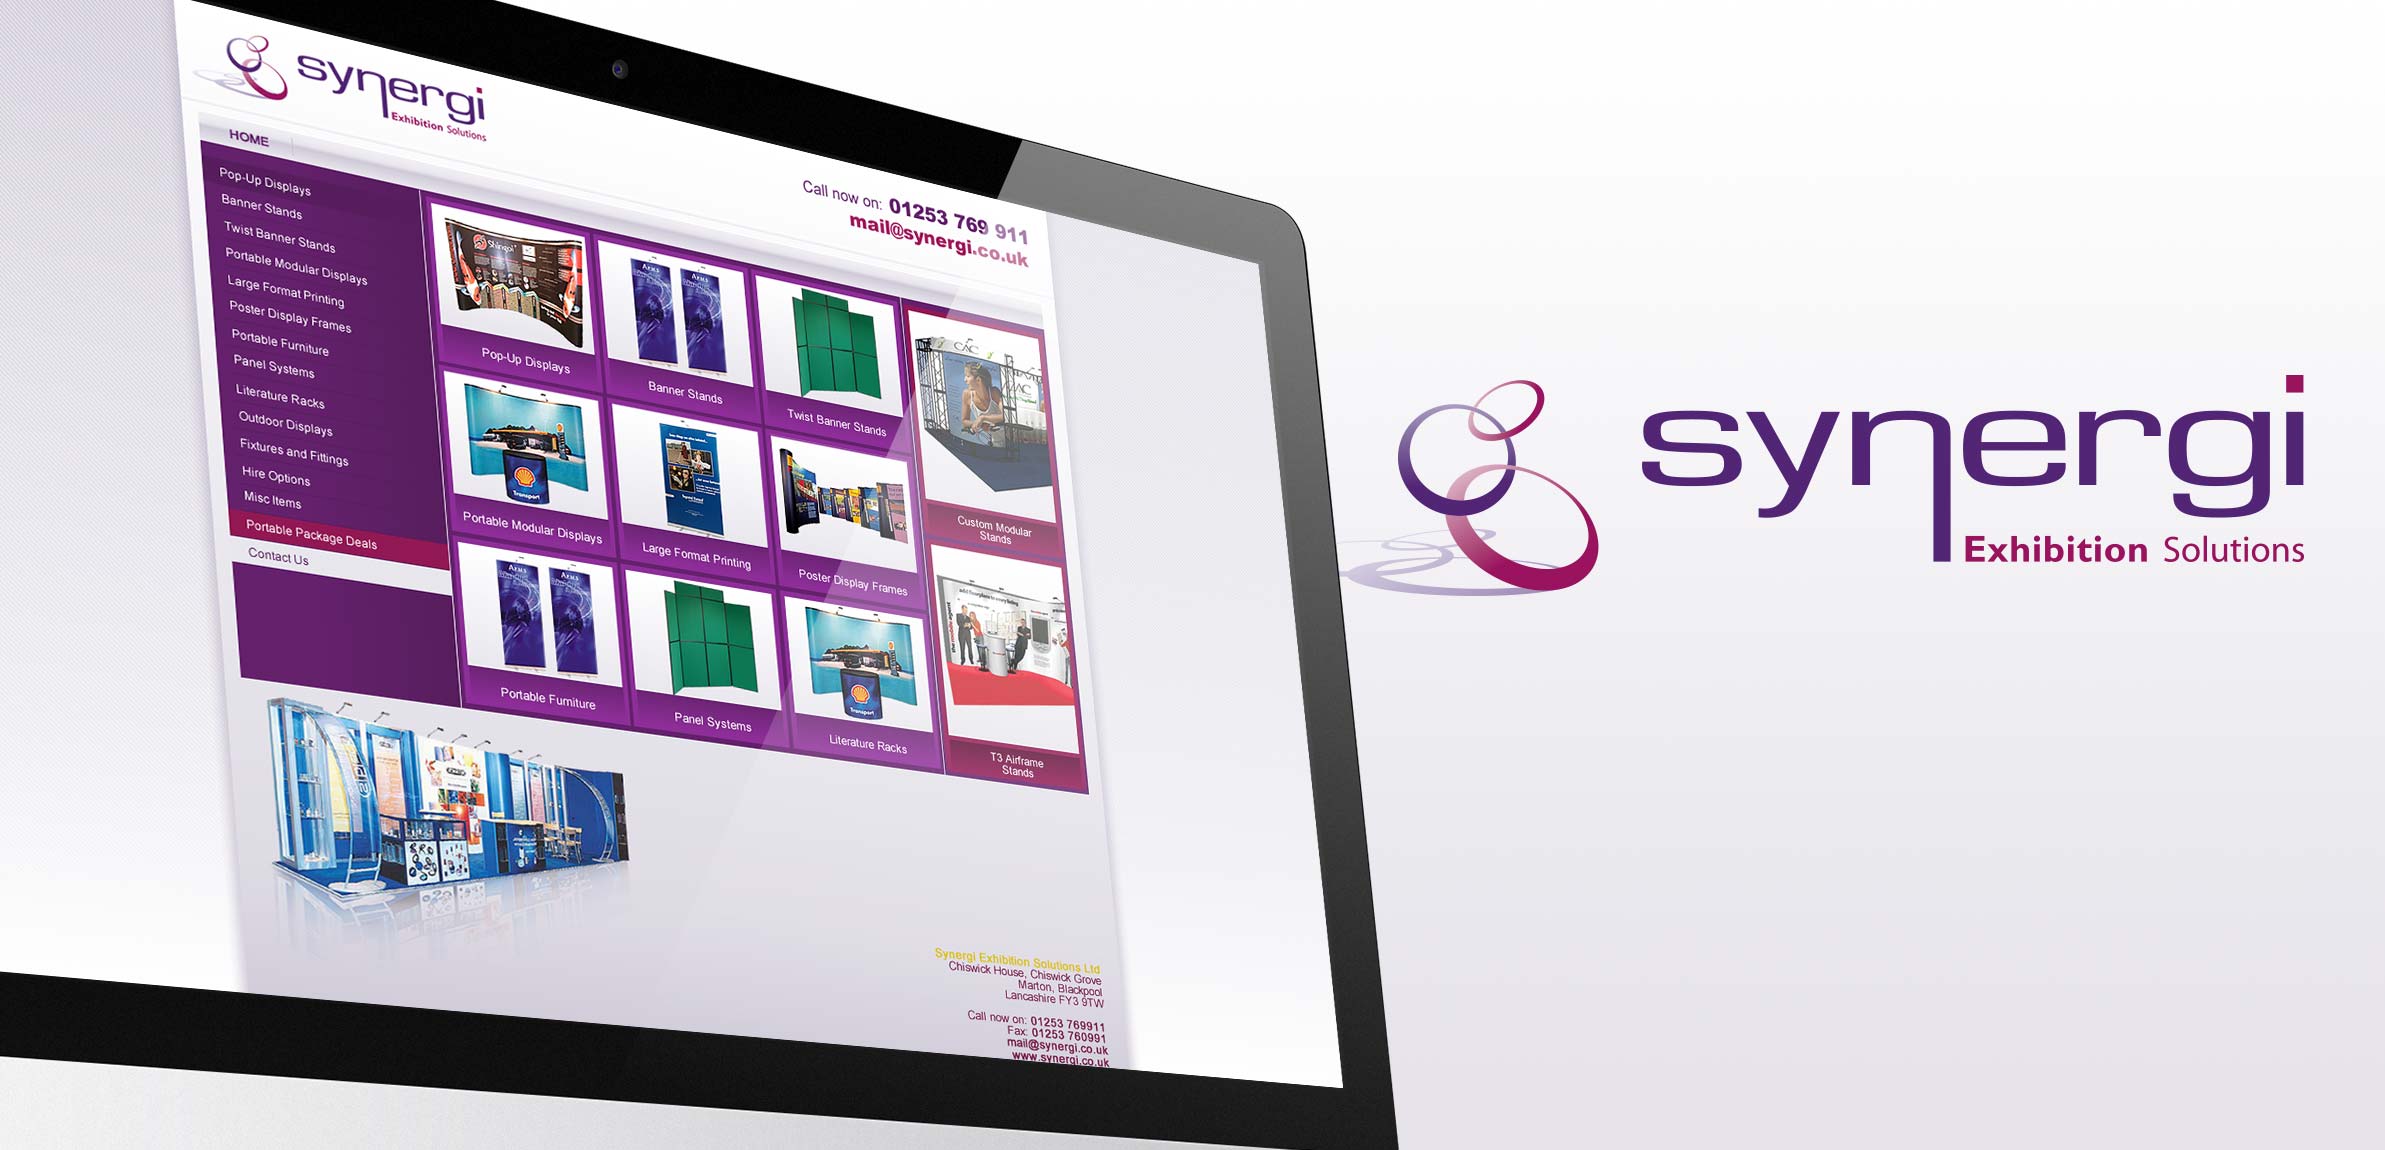 synergi
Exhibition Solutions
HOME
Call now on: 01253 769 911
mail@synergi.co.uk
Pop-Up Displays
Banner Stands
Twist Banner Stands
Portable Modular Displays
Large Format Printing
Poster Display Frames
Portable Furniture
Panel Systems
Literature Racks
Outdoor Displays
Fixtures and Fittings
Hire Options
Misc Items
Portable Package Deals
Contact Us
Shingoi
Pop-Up Displays
Banner Stands
Twist Banner Stands
Transport
Portable Modular Displays
Large Format Printing
Poster Display Frames
Portable Furniture
Panel Systems
Transport
Literature Racks
CAC
Custom Modular
Stands
T3 Airframe
Stands
Synergi Exhibition Solutions Ltd
Chiswick House, Chiswick Grove
Marton, Blackpool
Lancashire FY3 9TW
Call now on: 01253 769911
Fax: 01253 760991
mail@synergi.co.uk
www.synergi.co.uk
synergi
Exhibition Solutions